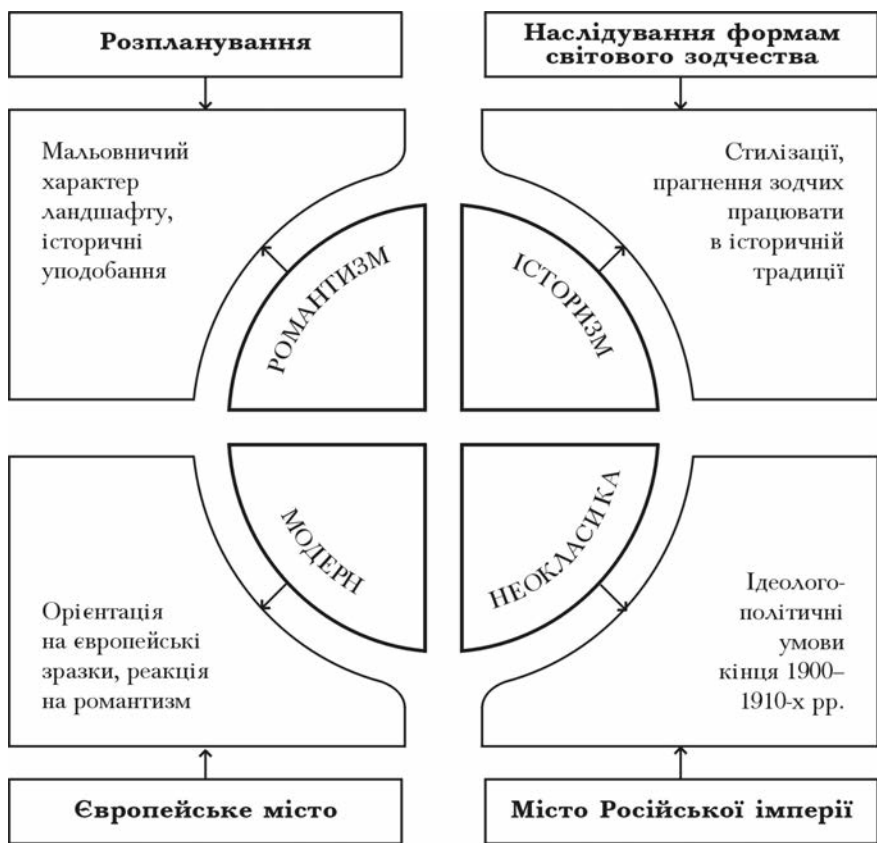 Розпланування
Наслідування формам
світового зодчества
Мальовничий
характер
ландшафту,
історичні
уподобання
Стилізації,
прагнення зодчих
працювати
в історичній
традиції
РОМАНТИЗМ
ІСТОРИЗМ
МОДЕРН
НЕОКЛАСИКА
Орієнтація
на європейські
зразки, реакція
на романтизм
Ідеолого-
політичні
умови
кінця 1900–
1910-х рр.
Європейське місто
Місто Російської імперії